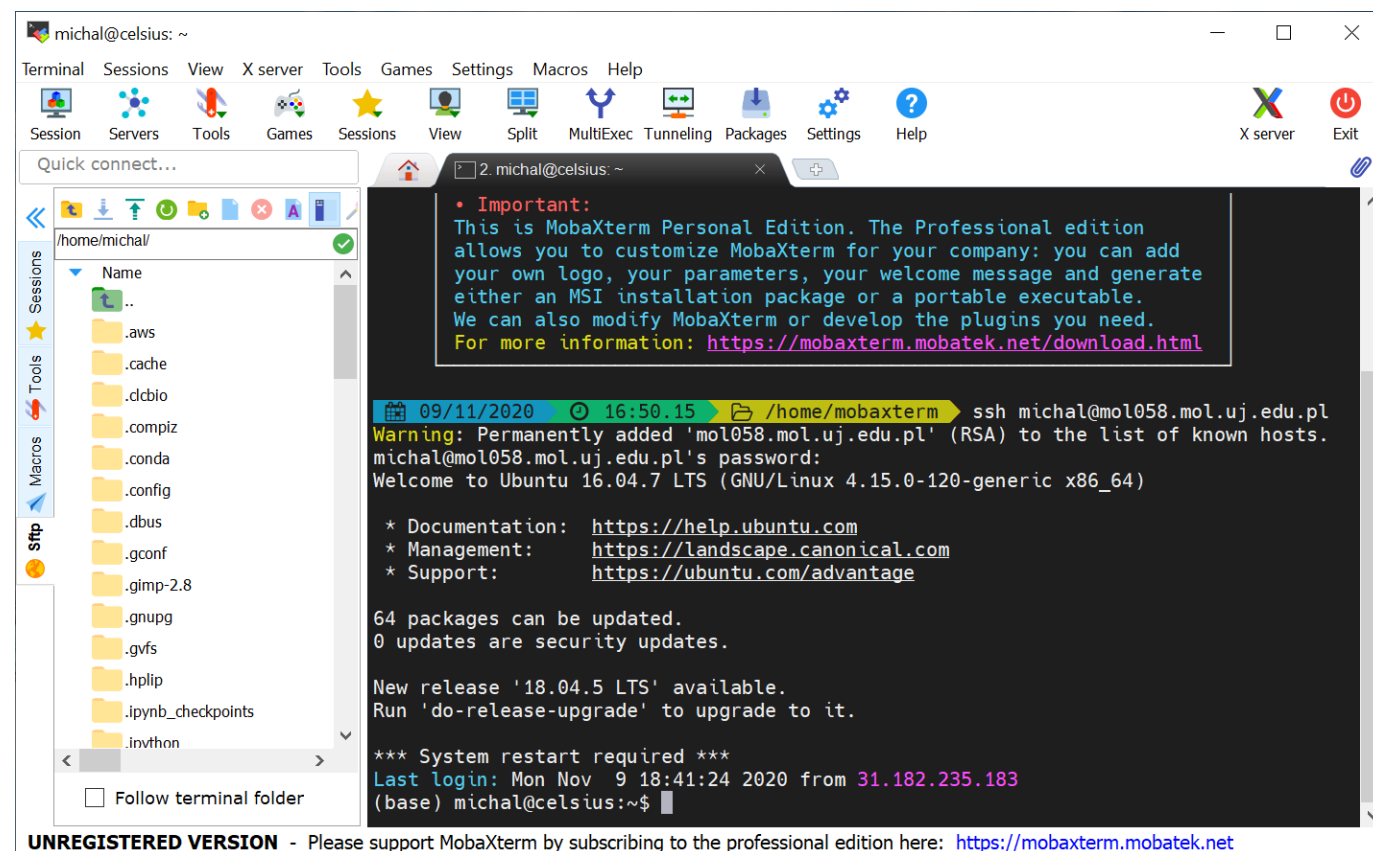 michal@celsius: ~
Terminal Sessions View X server Tools Games Settings Macros Help
Session Servers Tools Games Sessions View Split MultiExec Tunneling Packages Settings Help X server Exit
Quick connect...
2. michal@celsius: ~
/home/michal/
Name
..
.aws
.cache
.clcbio
.compiz
.conda
.config
.dbus
.gconf
.gimp-2.8
.gnupg
.gvfs
.hplip
.ipynb_checkpoints
.ipython
Follow terminal folder
Sessions
Tools
Macros
Sftp
• Important:
This is MobaXterm Personal Edition. The Professional edition
allows you to customize MobaXterm for your company: you can add
your own logo, your parameters, your welcome message and generate
either an MSI installation package or a portable executable.
We can also modify MobaXterm or develop the plugins you need.
For more information: https://mobaxterm.mobatek.net/download.html
09/11/2020 16:50.15 /home/mobaxterm ssh michal@mol058.mol.uj.edu.pl
Warning: Permanently added 'mol058.mol.uj.edu.pl' (RSA) to the list of known hosts.
michal@mol058.mol.uj.edu.pl's password:
Welcome to Ubuntu 16.04.7 LTS (GNU/Linux 4.15.0-120-generic x86_64)
* Documentation: https://help.ubuntu.com
* Management: https://landscape.canonical.com
* Support: https://ubuntu.com/advantage
64 packages can be updated.
0 updates are security updates.
New release '18.04.5 LTS' available.
Run 'do-release-upgrade' to upgrade to it.
*** System restart required ***
Last login: Mon Nov 9 18:41:24 2020 from 31.182.235.183
(base) michal@celsius:~$
UNREGISTERED VERSION - Please support MobaXterm by subscribing to the professional edition here: https://mobaxterm.mobatek.net